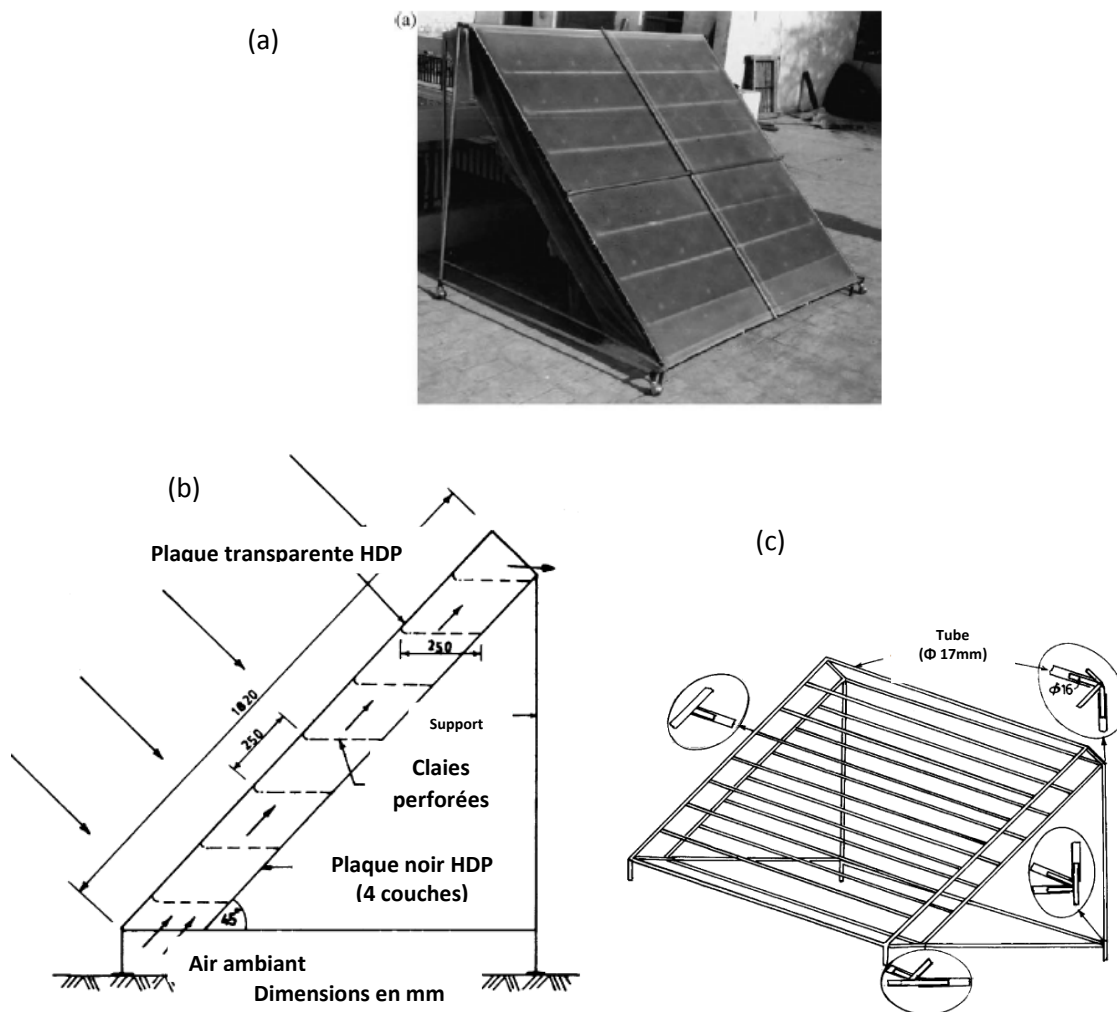 (a)
(a)
(b)
Plaque transparente HDP
250
1820
250
Support
Claies
perforées
Plaque noir HDP
(4 couches)
45°
Air ambiant
Dimensions en mm
(c)
Tube
(Φ 17mm)
ϕ16